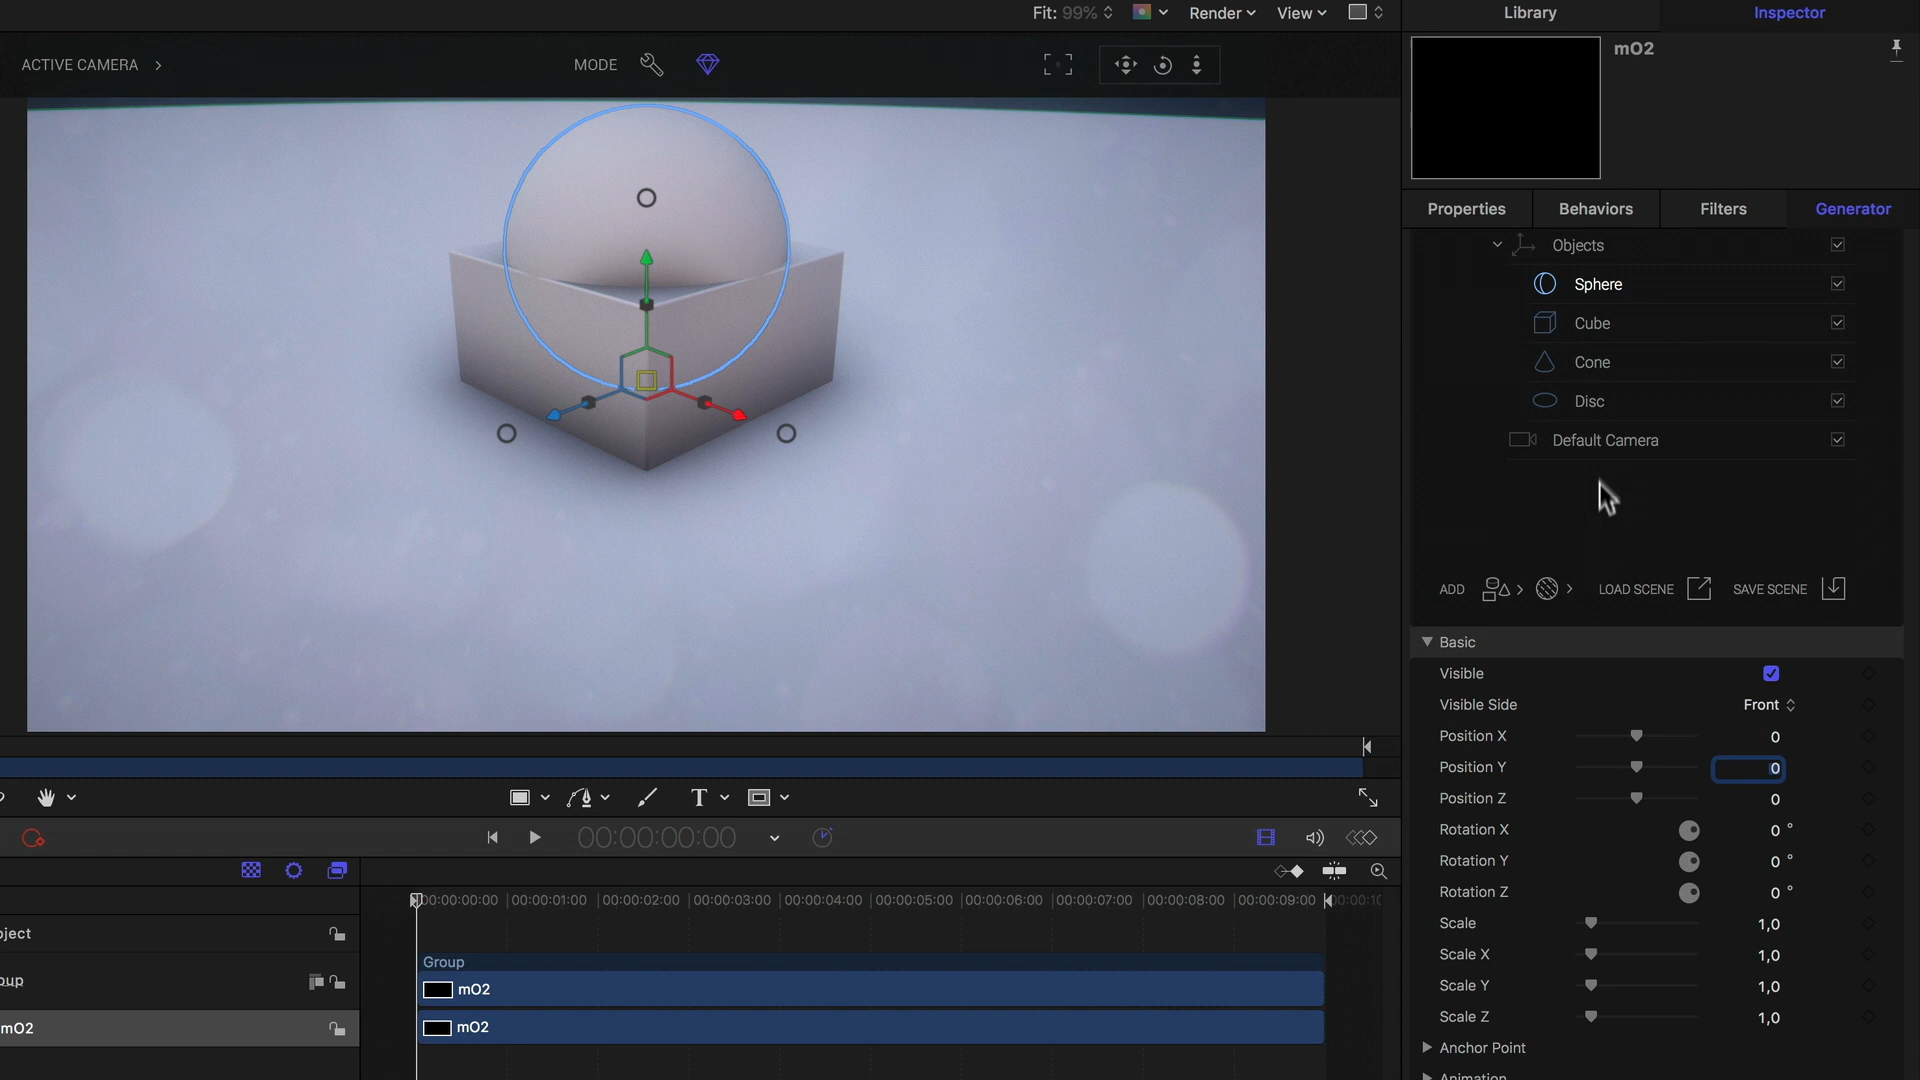 Fit: 99%
Render
View
Library
Inspector
ACTIVE CAMERA
MODE
mO2
Properties
Behaviors
Filters
Generator
Objects
Sphere
Cube
Cone
Disc
Default Camera
ADD
LOAD SCENE
SAVE SCENE
Basic
Visible
Visible Side Front
Position X 0
Position Y 0
Position Z 0
Rotation X 0 °
Rotation Y 0 °
Rotation Z 0 °
Scale 1,0
Scale X 1,0
Scale Y 1,0
Scale Z 1,0
Anchor Point
Animation
T
00:00:00:00
00:00:00:00 00:00:01:00 00:00:02:00 00:00:03:00 00:00:04:00 00:00:05:00 00:00:06:00 00:00:07:00 00:00:08:00 00:00:09:00 00:00:10
oject
Group
oup
mO2
mO2
mO2